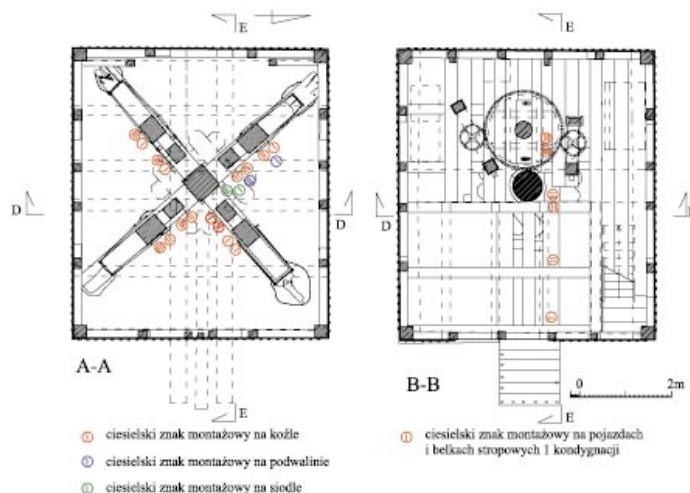 E
E
D
D
D
A-A
E
B-B
0
2m
E
ciesielski znak montażowy na koźle
ciesielski znak montażowy na podwalinie
ciesielski znak montażowy na siodle
ciesielski znak montażowy na pojazdach
i belkach stropowych 1 kondygnacji